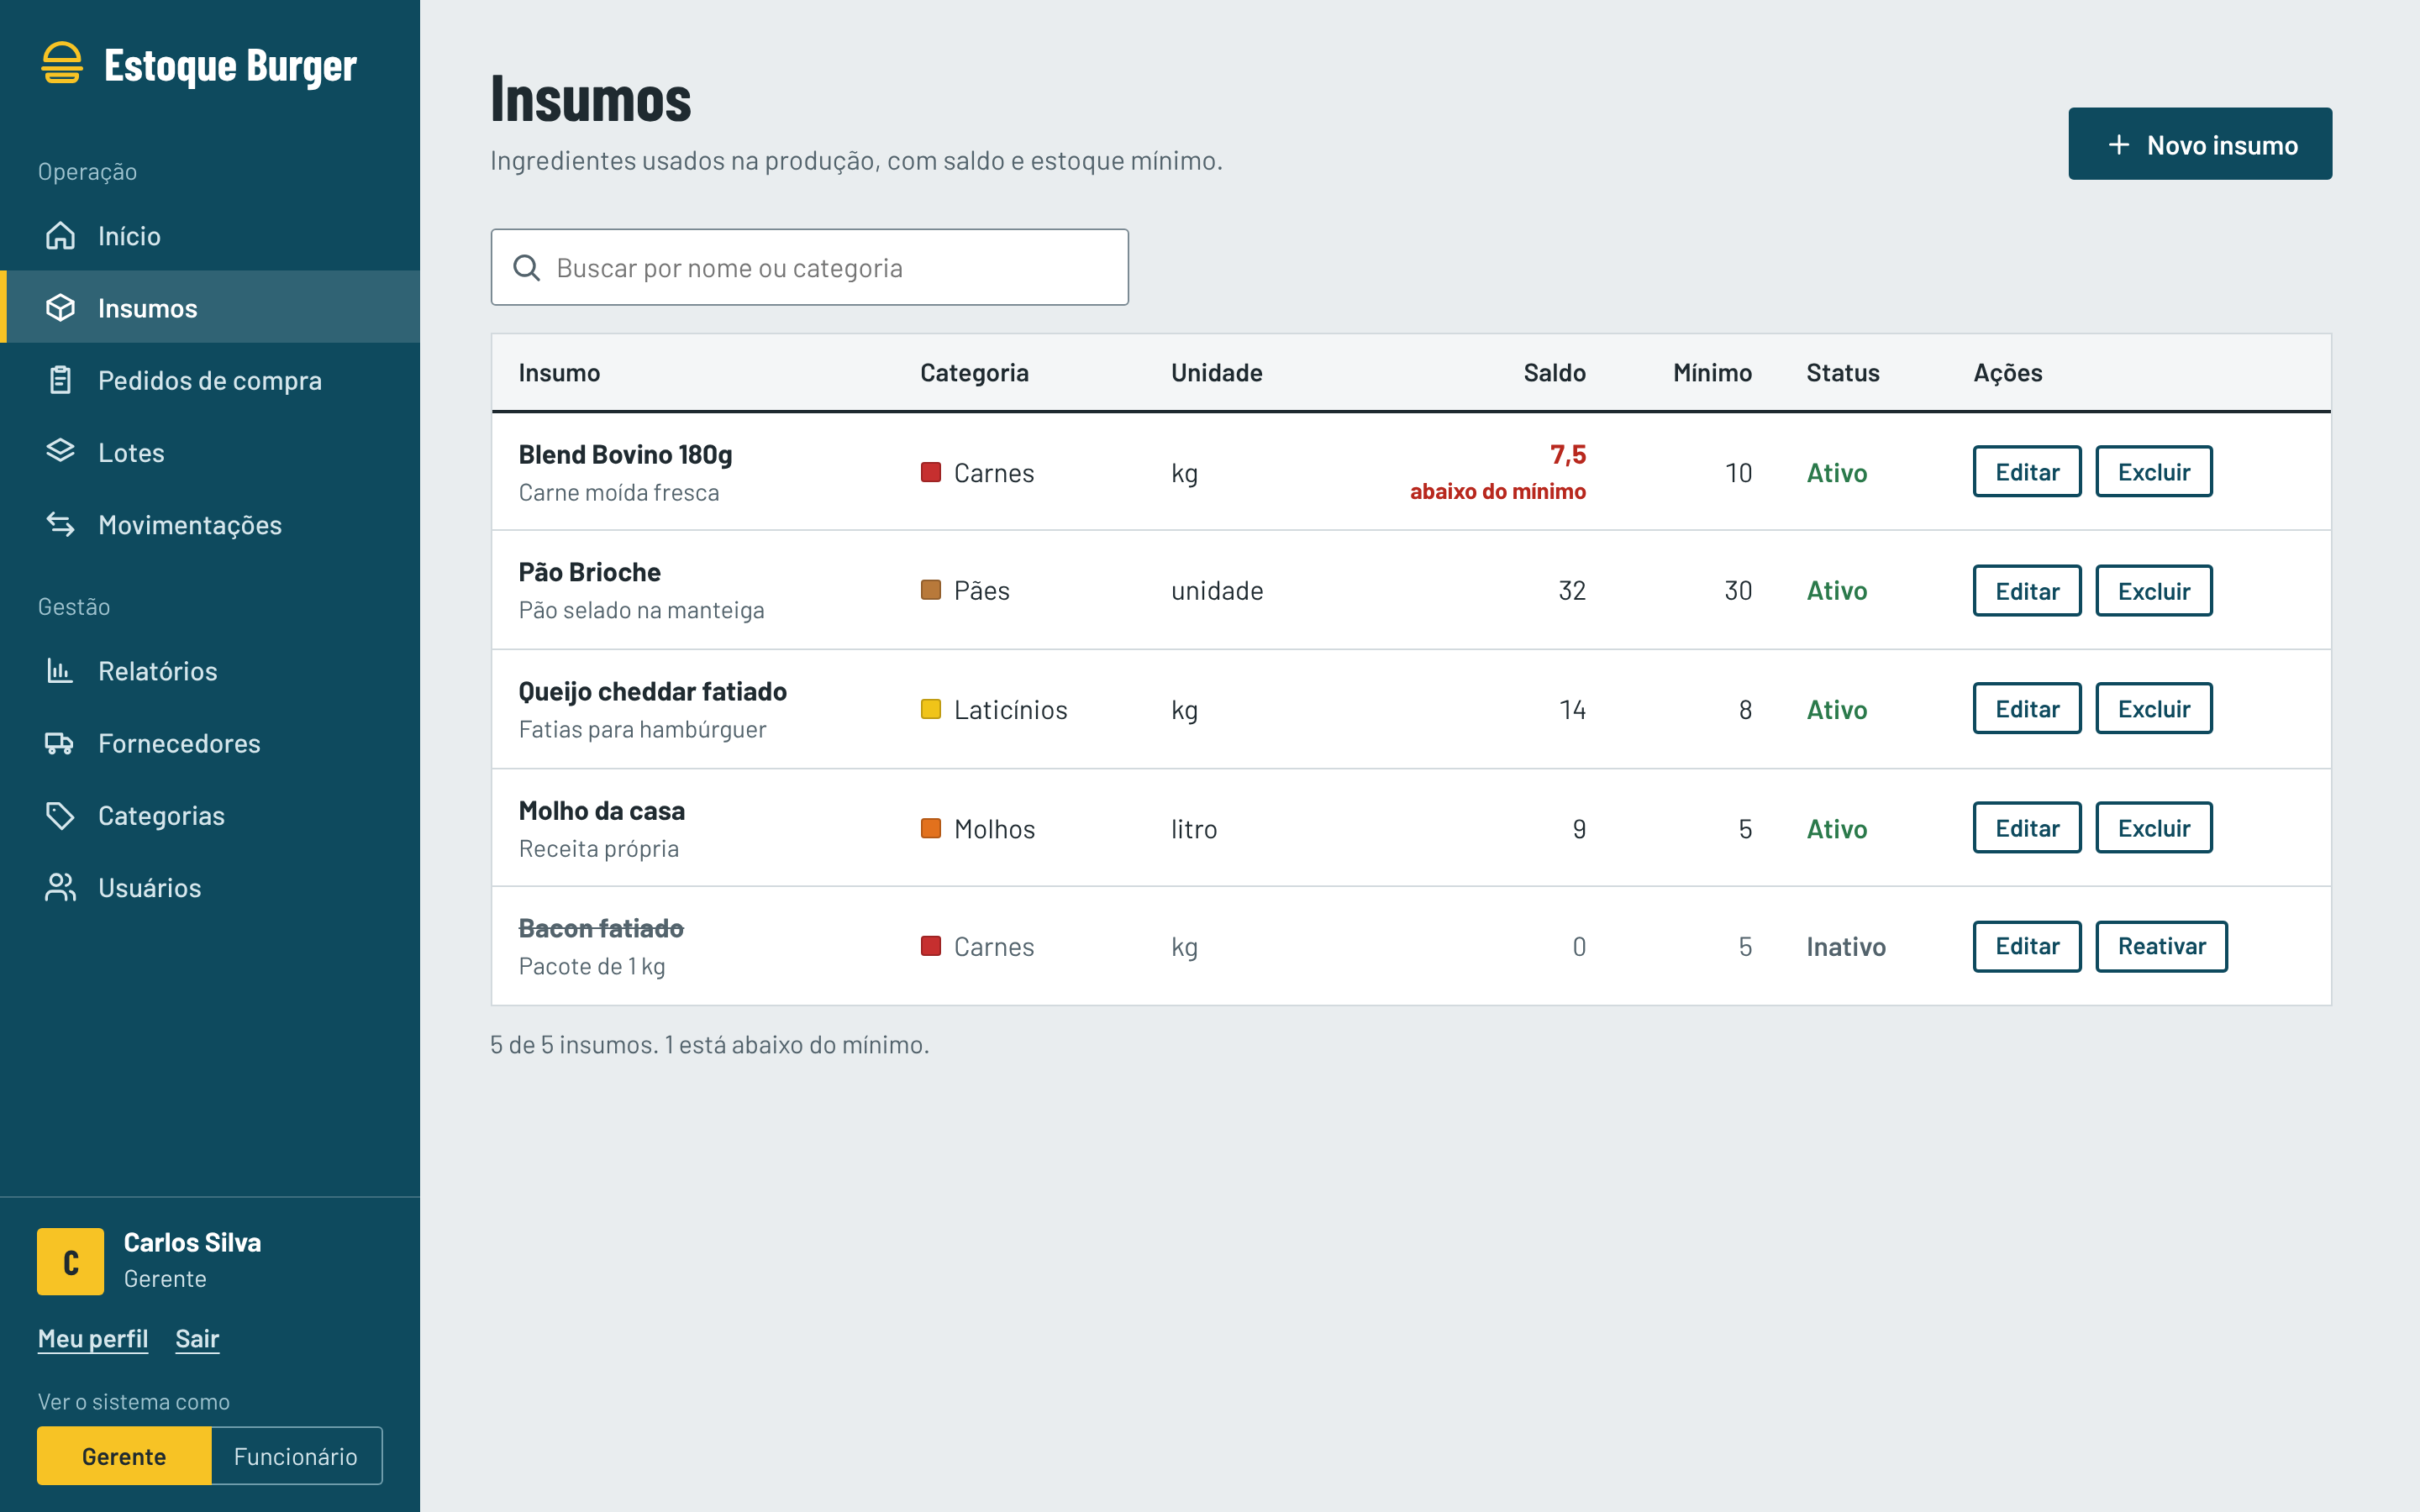 Estoque Burger
Operação
Início
Insumos
Pedidos de compra
Lotes
Movimentações
Gestão
Relatórios
Fornecedores
Categorias
Usuários
C
Carlos Silva
Gerente
Meu perfil Sair
Ver o sistema como
Gerente Funcionário
Insumos
Ingredientes usados na produção, com saldo e estoque mínimo.
Novo insumo
Buscar por nome ou categoria
Insumo Categoria Unidade Saldo Mínimo Status Ações
Blend Bovino 180g
Carne moída fresca
Carnes kg
7,5
abaixo do mínimo
10 Ativo Editar Excluir
Pão Brioche
Pão selado na manteiga
Pães unidade 32 30 Ativo Editar Excluir
Queijo cheddar fatiado
Fatias para hambúrguer
Laticínios kg 14 8 Ativo Editar Excluir
Molho da casa
Receita própria
Molhos litro 9 5 Ativo Editar Excluir
Bacon fatiado
Pacote de 1 kg
Carnes kg 0 5 Inativo Editar Reativar
5 de 5 insumos. 1 está abaixo do mínimo.